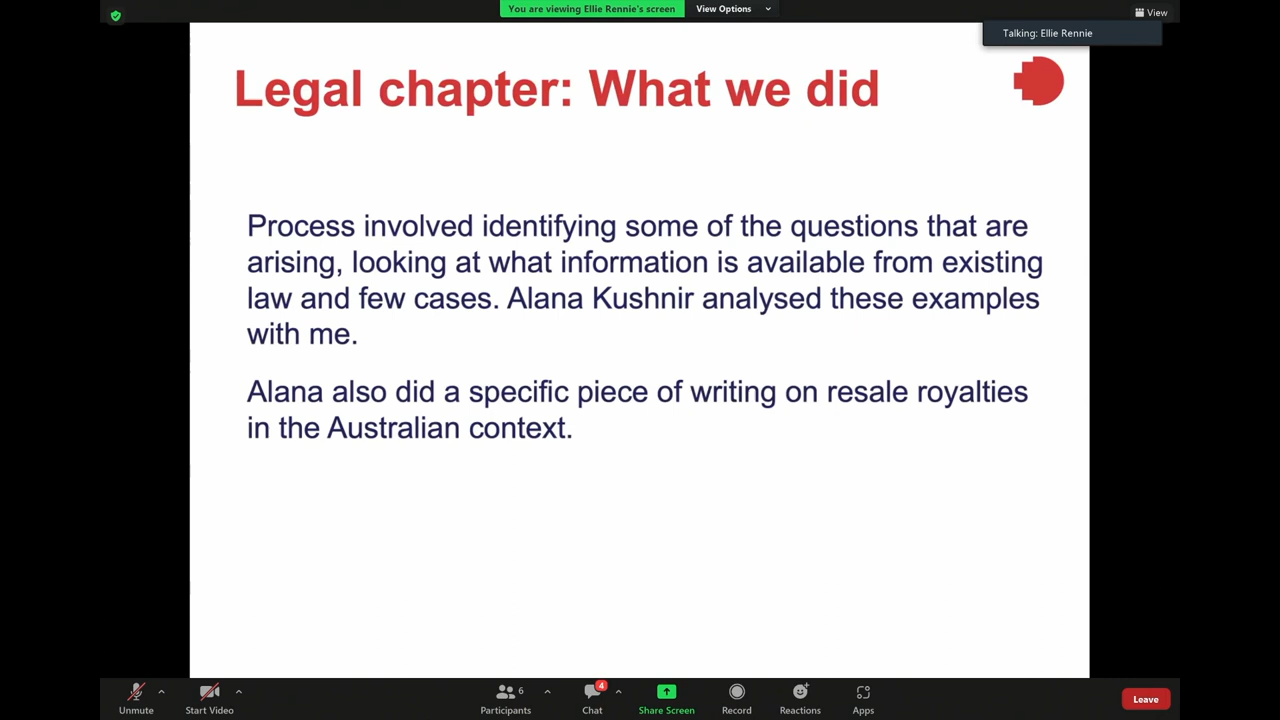 You are viewing Ellie Rennie's screen
View Options
View
Talking: Ellie Rennie
Legal chapter: What we did
Process involved identifying some of the questions that are
arising, looking at what information is available from existing
law and few cases. Alana Kushnir analysed these examples
with me.
Alana also did a specific piece of writing on resale royalties
in the Australian context.
6
4
Unmute
Start Video
Participants
Chat
Share Screen
Record
Reactions
Apps
Leave